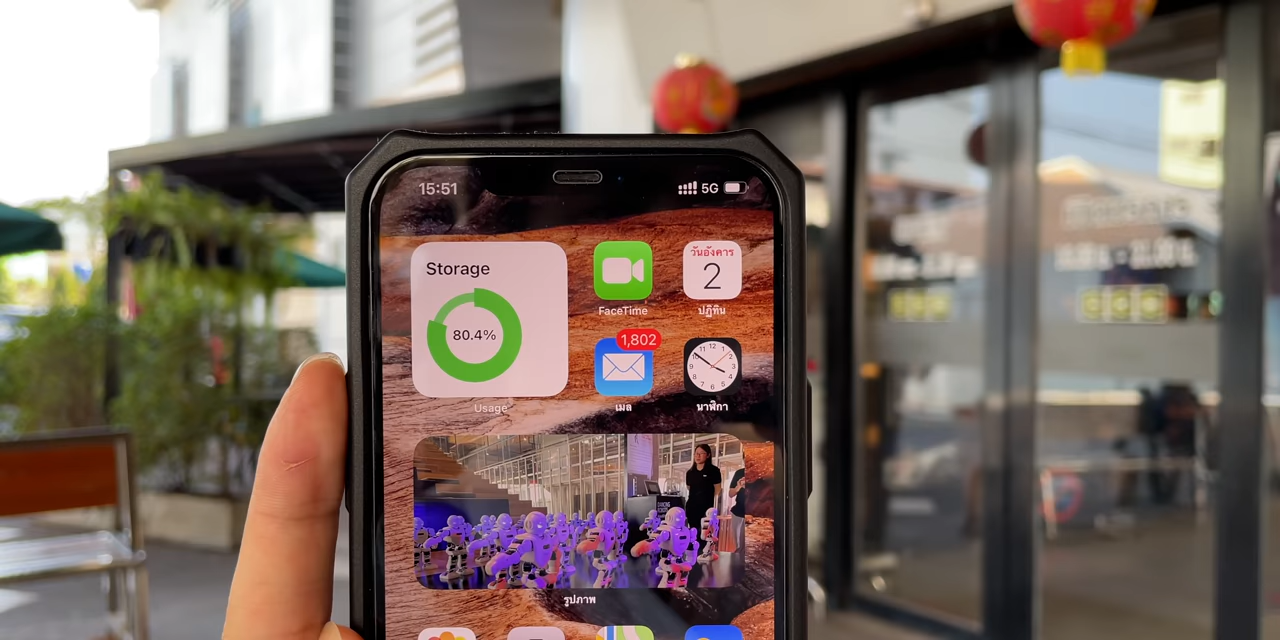 15:51
5G
Storage
80.4%
Usage
FaceTime
วันอังคาร
2
ปฏิทิน
1,802
เมล
นาฬิกา
รูปภาพ